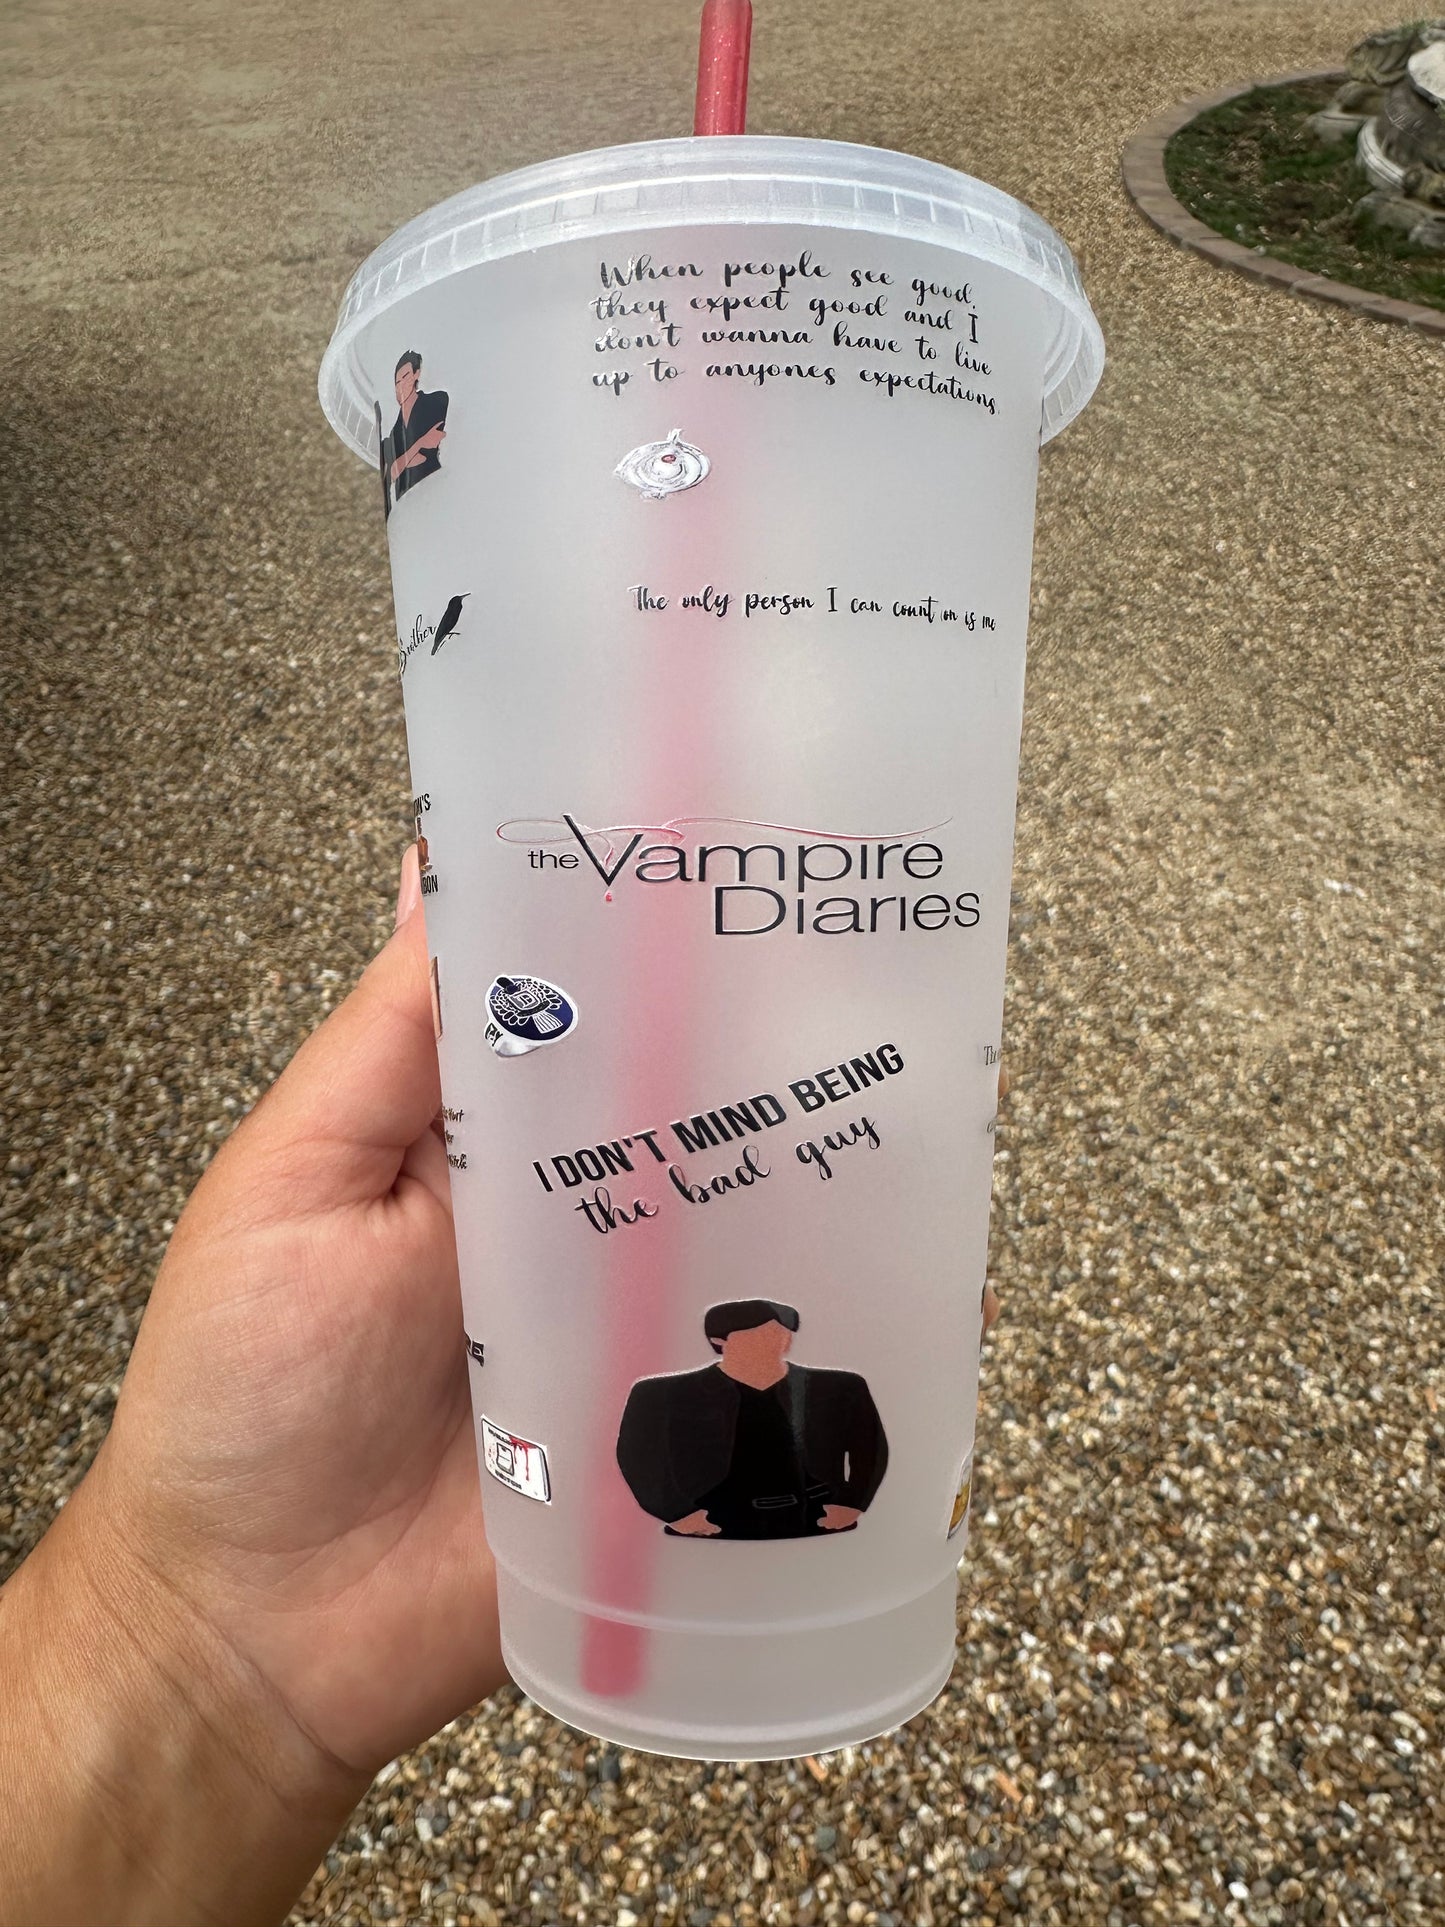 When people see good,
they expect good and I
don't wanna have to live
up to anyones expectations.
The only person I can count on is me
Brother
the Vampire
Diaries
D
I DON'T MIND BEING
the bad guy